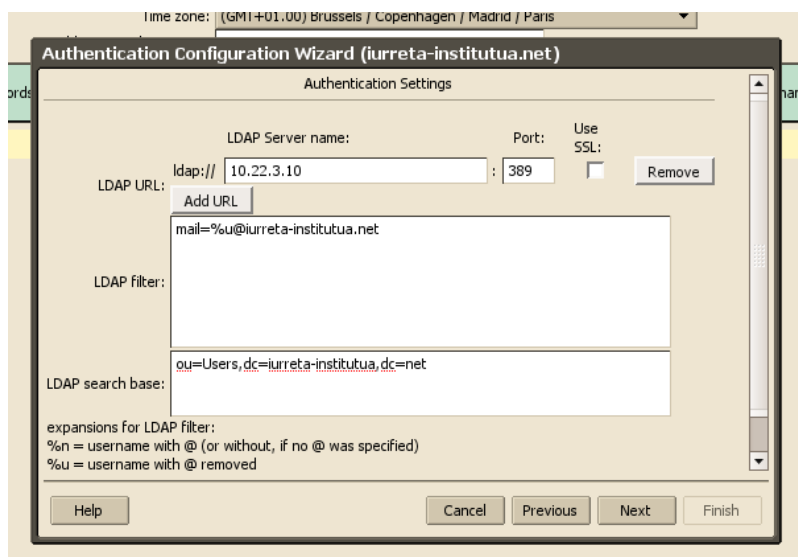 Time zone: (GMT+01.00) Brussels / Copenhagen / Madrid / Paris
Authentication Configuration Wizard (iurreta-institutua.net)
Authentication Settings
LDAP Server name: Port: Use SSL:
LDAP URL: ldap:// 10.22.3.10 : 389 Remove
Add URL
LDAP filter: mail=%u@iurreta-institutua.net
LDAP search base: ou=Users,dc=iurreta-institutua,dc=net
expansions for LDAP filter:
%n = username with @ (or without, if no @ was specified)
%u = username with @ removed
Help Cancel Previous Next Finish